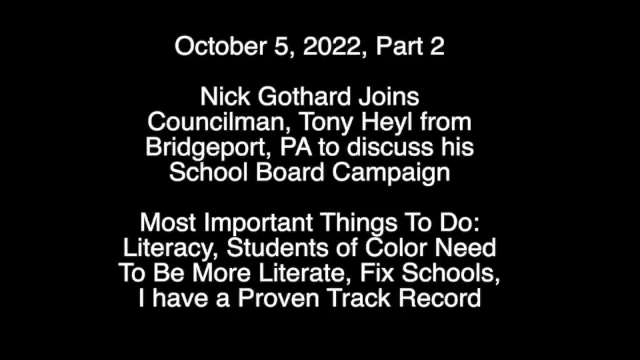 October 5, 2022, Part 2
Nick Gothard Joins
Councilman, Tony Heyl from
Bridgeport, PA to discuss his
School Board Campaign
Most Important Things To Do:
Literacy, Students of Color Need
To Be More Literate, Fix Schools,
I have a Proven Track Record